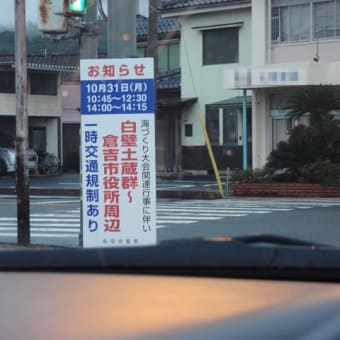 お知らせ
10月31日(月)
10:45〜12:30
14:00〜14:15
海づくり大会関連行事に伴い
白壁土蔵群〜
倉吉市役所周辺
一時交通規制あり